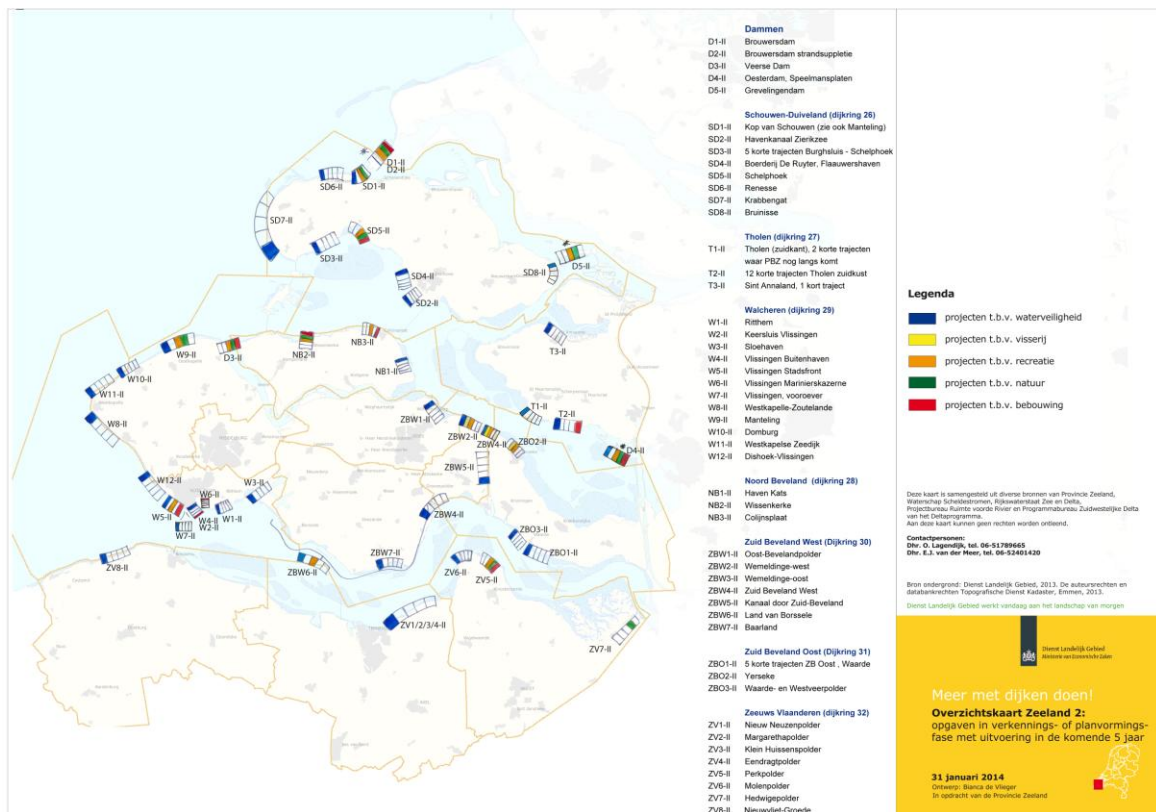 D1-II
D2-II
SD6-II
SD1-II
SD7-II
SD5-II
SD3-II
SD8-II
D5-II
SD4-II
SD2-II
T3-II
W9-II
D3-II
NB2-II
NB3-II
NB1-II
W10-II
W11-II
W8-II
T1-II
T2-II
ZBW1-II
ZBW2-II
ZBW4-II
ZBO2-II
D4-II
ZBW5-II
W12-II
W3-II
W6-II
W5-II
W4-II
W2-II
W1-II
W7-II
ZBW4-II
ZBO3-II
ZBO1-II
ZV8-II
ZBW6-II
ZBW7-II
ZV6-II
ZV5-II
ZV1/2/3/4-II
ZV7-II
Dammen
D1-II Brouwersdam
D2-II Brouwersdam strandsuppletie
D3-II Veerse Dam
D4-II Oesterdam, Speelmansplaten
D5-II Grevelingendam
Schouwen-Duiveland (dijkring 26)
SD1-II Kop van Schouwen (zie ook Manteling)
SD2-II Havenkanaal Zierikzee
SD3-II 5 korte trajecten Burghsluis - Schelphoek
SD4-II Boerderij De Ruyter, Flaauwershaven
SD5-II Schelphoek
SD6-II Renesse
SD7-II Krabbengat
SD8-II Bruinisse
Tholen (dijkring 27)
T1-II Tholen (zuidkant), 2 korte trajecten
waar PBZ nog langs komt
T2-II 12 korte trajecten Tholen zuidkust
T3-II Sint Annaland, 1 kort traject
Walcheren (dijkring 29)
W1-II Ritthem
W2-II Keersluis Vlissingen
W3-II Sloehaven
W4-II Vlissingen Buitenhaven
W5-II Vlissingen Stadsfront
W6-II Vlissingen Marinierskazerne
W7-II Vlissingen, vooroever
W8-II Westkapelle-Zoutelande
W9-II Manteling
W10-II Domburg
W11-II Westkapelse Zeedijk
W12-II Dishoek-Vlissingen
Noord Beveland (dijkring 28)
NB1-II Haven Kats
NB2-II Wissenkerke
NB3-II Colijnsplaat
Zuid Beveland West (Dijkring 30)
ZBW1-II Oost-Bevelandpolder
ZBW2-II Wemeldinge-west
ZBW3-II Wemeldinge-oost
ZBW4-II Zuid Beveland West
ZBW5-II Kanaal door Zuid-Beveland
ZBW6-II Land van Borssele
ZBW7-II Baarland
Zuid Beveland Oost (Dijkring 31)
ZBO1-II 5 korte trajecten ZB Oost , Waarde
ZBO2-II Yerseke
ZBO3-II Waarde- en Westveerpolder
Zeeuws Vlaanderen (dijkring 32)
ZV1-II Nieuw Neuzenpolder
ZV2-II Margarethapolder
ZV3-II Klein Huissenspolder
ZV4-II Eendragtpolder
ZV5-II Perkpolder
ZV6-II Molenpolder
ZV7-II Hedwigepolder
ZV8-II Nieuwvliet-Groede
Legenda
projecten t.b.v. waterveiligheid
projecten t.b.v. visserij
projecten t.b.v. recreatie
projecten t.b.v. natuur
projecten t.b.v. bebouwing
Deze kaart is samengesteld uit diverse bronnen van Provincie Zeeland,
Waterschap Scheldestromen, Rijkswaterstaat Zee en Delta,
Projectbureau Ruimte voorde Rivier en Programmabureau Zuidwestelijke Delta
van het Deltaprogramma.
Aan deze kaart kunnen geen rechten worden ontleend.
Contactpersonen:
Dhr. O. Lagendijk, tel. 06-51789665
Dhr. E.J. van der Meer, tel. 06-52401420
Bron ondergrond: Dienst Landelijk Gebied, 2013. De auteursrechten en
databankrechten Topografische Dienst Kadaster, Emmen, 2013.
Dienst Landelijk Gebied werkt vandaag aan het landschap van morgen
Dienst Landelijk Gebied
Ministerie van Economische Zaken
Meer met dijken doen!
Overzichtskaart Zeeland 2:
opgaven in verkennings- of planvormings-
fase met uitvoering in de komende 5 jaar
31 januari 2014
Ontwerp: Bianca de Vlieger
In opdracht van de Provincie Zeeland